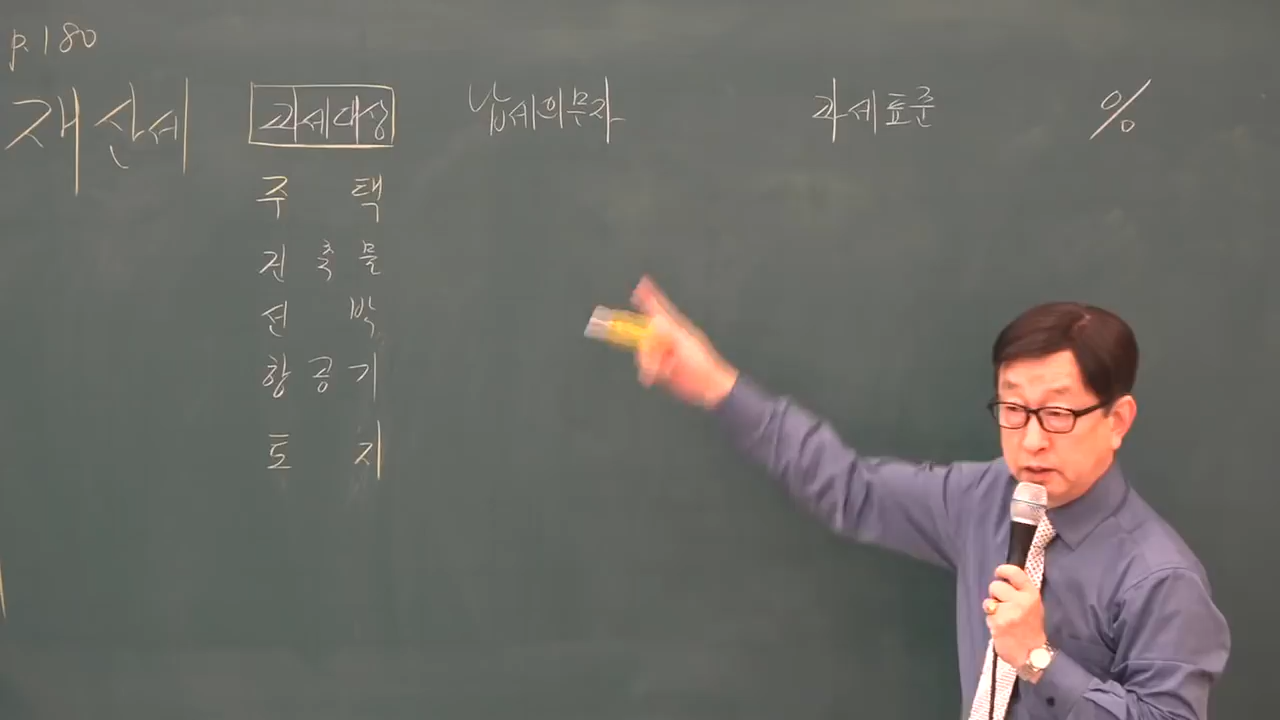 p.180
재산세 과세대상 납세의무자 과세표준 %
주택
건축물
선박
항공기
토지